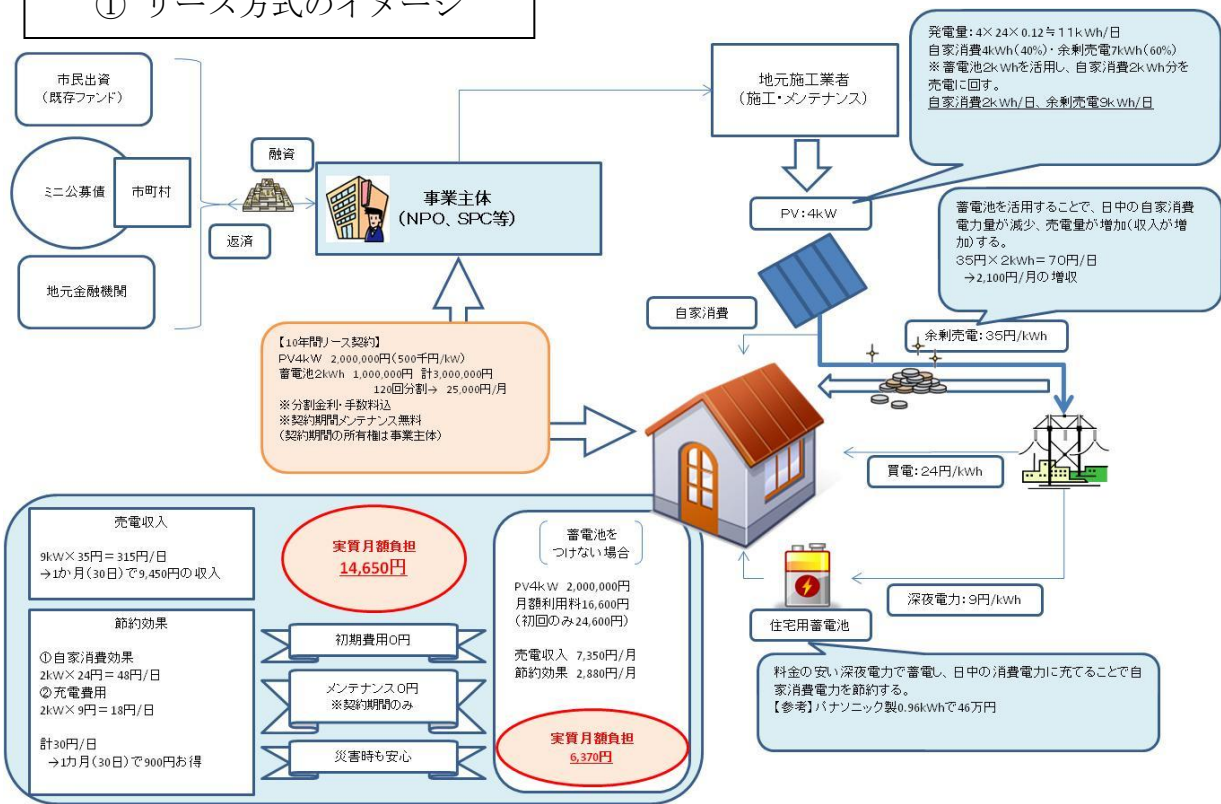 ① リース方式のイメージ
市民出資
(既存ファンド)
ミニ公募債
市町村
地元金融機関
融資
返済
事業主体
(NPO、SPC等)
地元施工業者
(施工・メンテナンス)
発電量：4×24×0.12≒11kWh/日
自家消費4kWh(40%)・余剰売電7kWh(60%)
※蓄電池2kWhを活用し、自家消費2kWh分を
売電に回す。
自家消費2kWh/日、余剰売電9kWh/日
PV：4kW
蓄電池を活用することで、日中の自家消費
電力量が減少、売電量が増加(収入が増
加)する。
35円×2kWh＝70円/日
→2,100円/月の増収
自家消費
余剰売電：35円/kWh
【10年間リース契約】
PV4kW 2,000,000円(500千円/kW)
蓄電池2kWh 1,000,000円 計3,000,000円
120回分割→ 25,000円/月
※分割金利・手数料込
※契約期間メンテナンス無料
(契約期間の所有権は事業主体)
買電：24円/kWh
深夜電力：9円/kWh
住宅用蓄電池
料金の安い深夜電力で蓄電し、日中の消費電力に充てることで自
家消費電力を節約する。
【参考】パナソニック製0.96kWhで46万円
売電収入
9kW×35円＝315円/日
→1か月(30日)で9,450円の収入
節約効果
①自家消費効果
2kW×24円＝48円/日
②充電費用
2kW×9円＝18円/日
計30円/日
→1カ月(30日)で900円お得
実質月額負担
14,650円
初期費用0円
メンテナンス0円
※契約期間のみ
災害時も安心
蓄電池を
つけない場合
PV4kW 2,000,000円
月額利用料16,600円
(初回のみ24,600円)
売電収入 7,350円/月
節約効果 2,880円/月
実質月額負担
6,370円